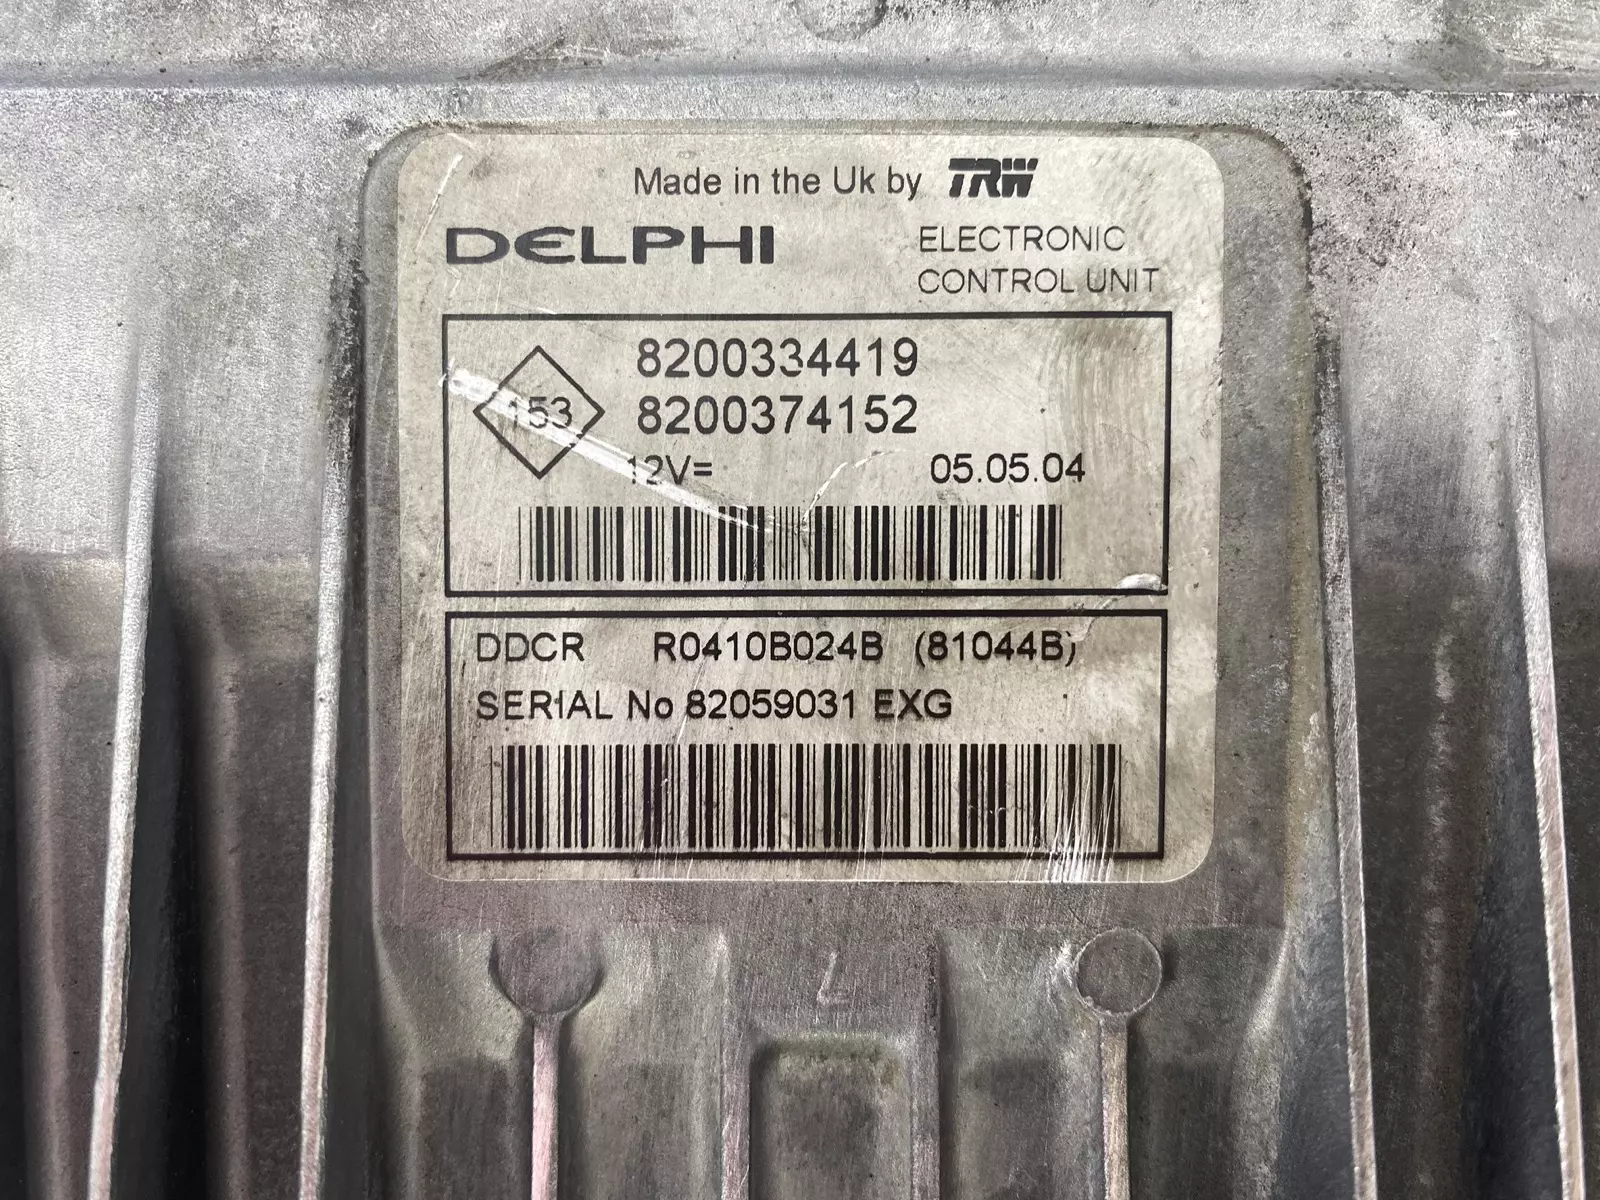 Made in the Uk by TRW
DELPHI
ELECTRONIC
CONTROL UNIT
8200334419
153
8200374152
12V=
05.05.04
DDCR R0410B024B (81044B)
SERIAL No 82059031 EXG
7